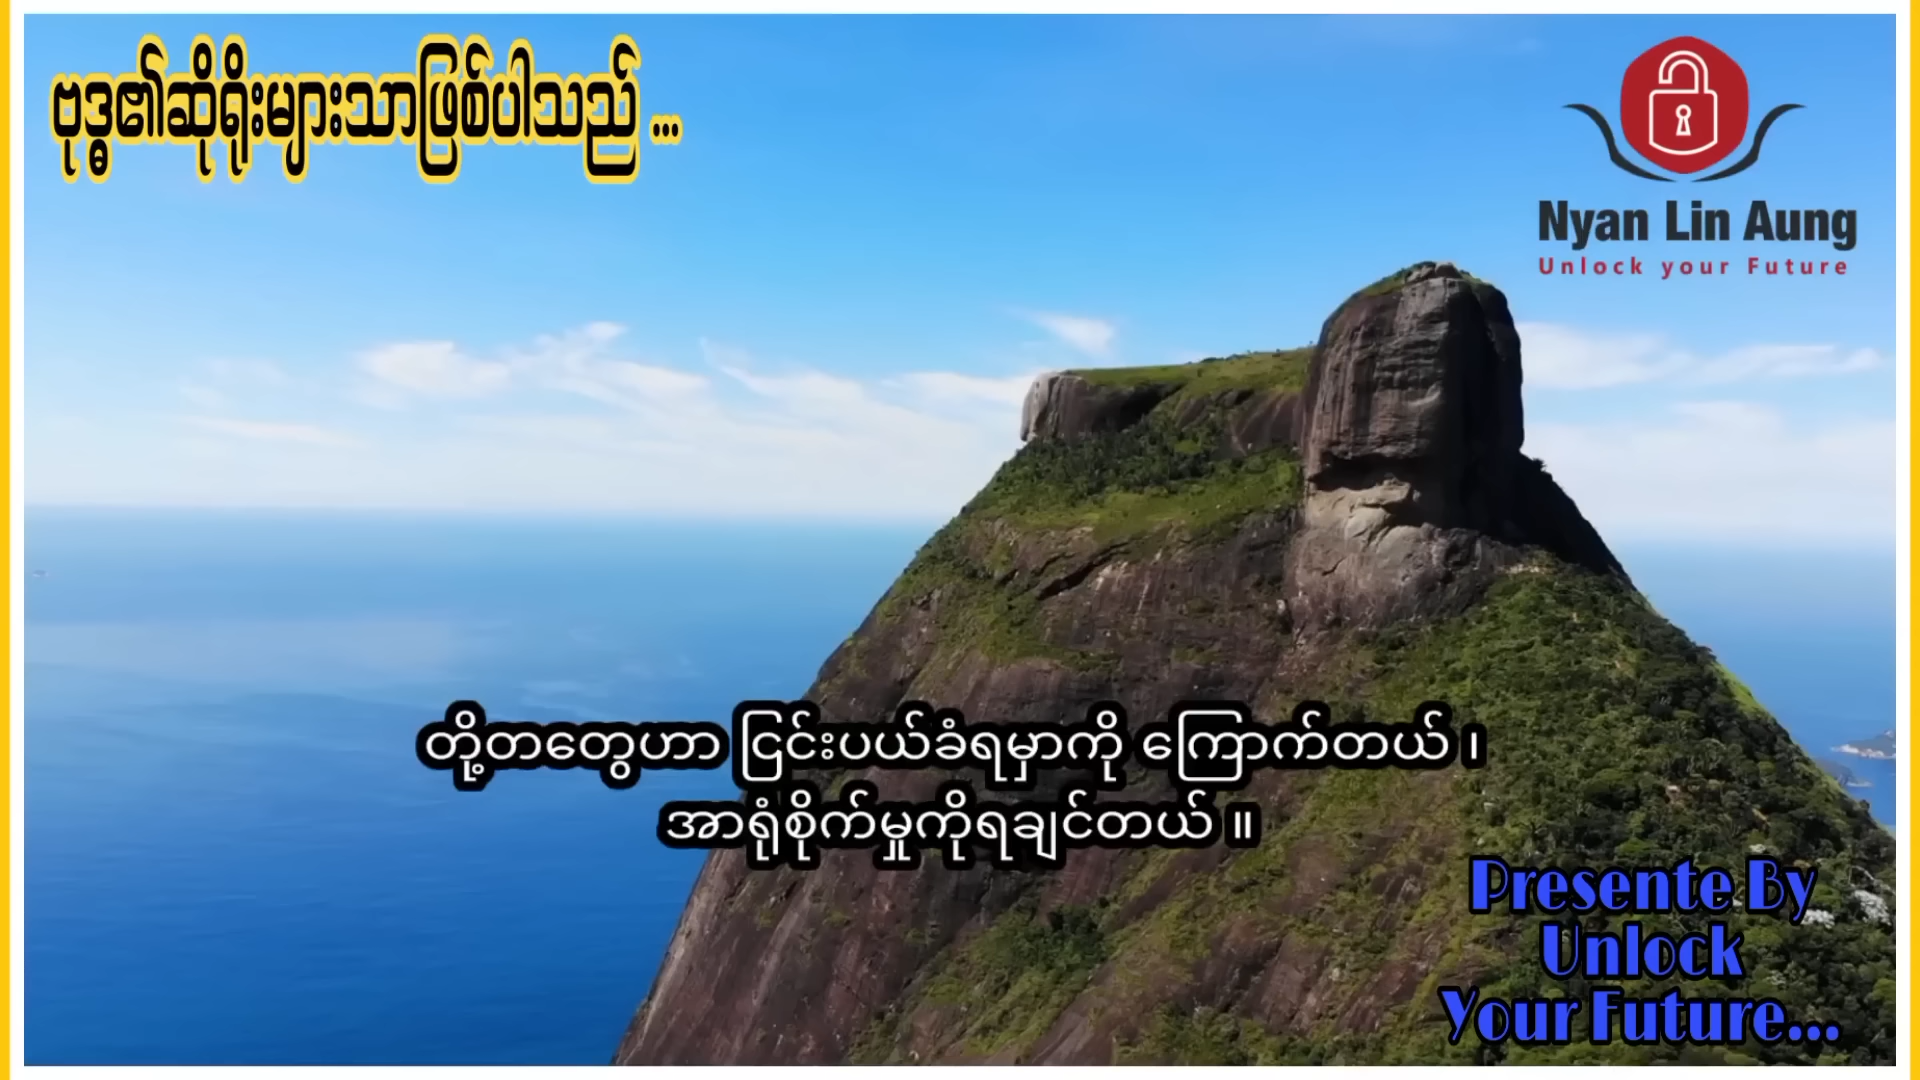 ဗုဒ္ဓ၏ဆိုရိုးများသာဖြစ်ပါသည် ...
Nyan Lin Aung
Unlock your Future
တို့တတွေဟာ ငြင်းပယ်ခံရမှာကို ကြောက်တယ် ၊
အာရုံစိုက်မှုကိုရချင်တယ် ။
Presente By
Unlock
Your Future...